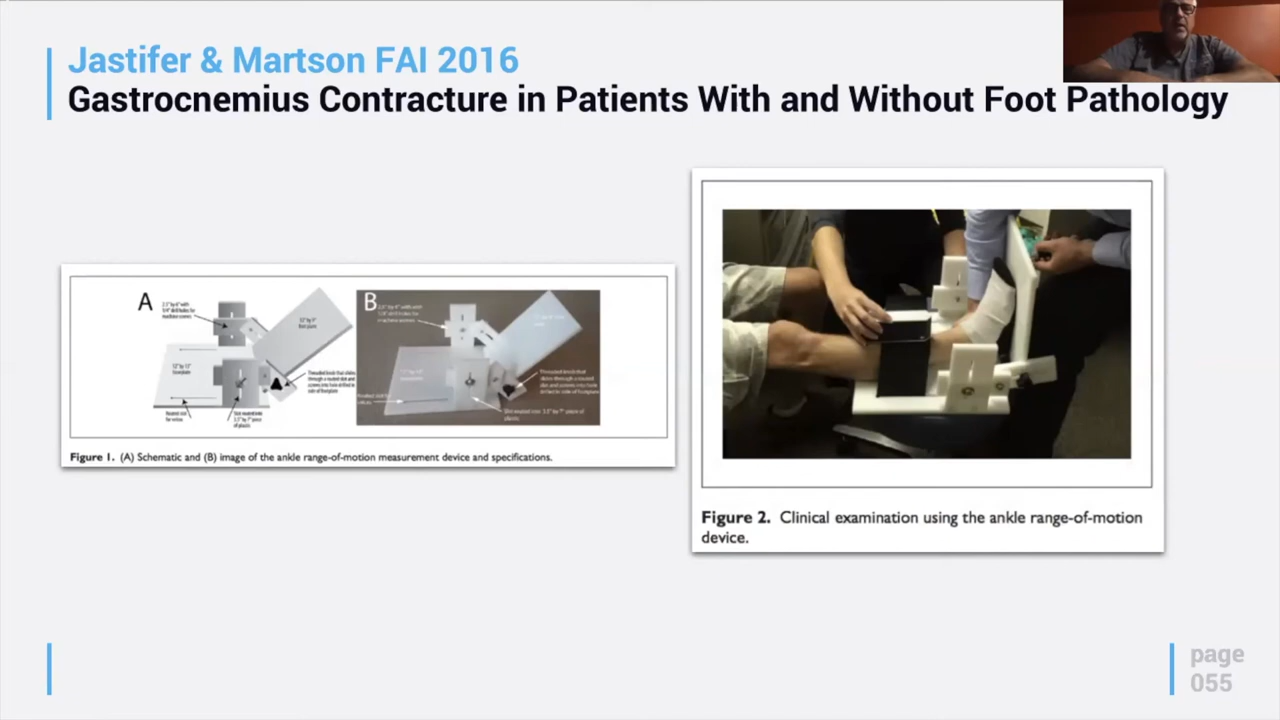 Jastifer & Martson FAI 2016
Gastrocnemius Contracture in Patients With and Without Foot Pathology
A
B
Figure 1. (A) Schematic and (B) image of the ankle range-of-motion measurement device and specifications.
Figure 2. Clinical examination using the ankle range-of-motion
device.
page
055